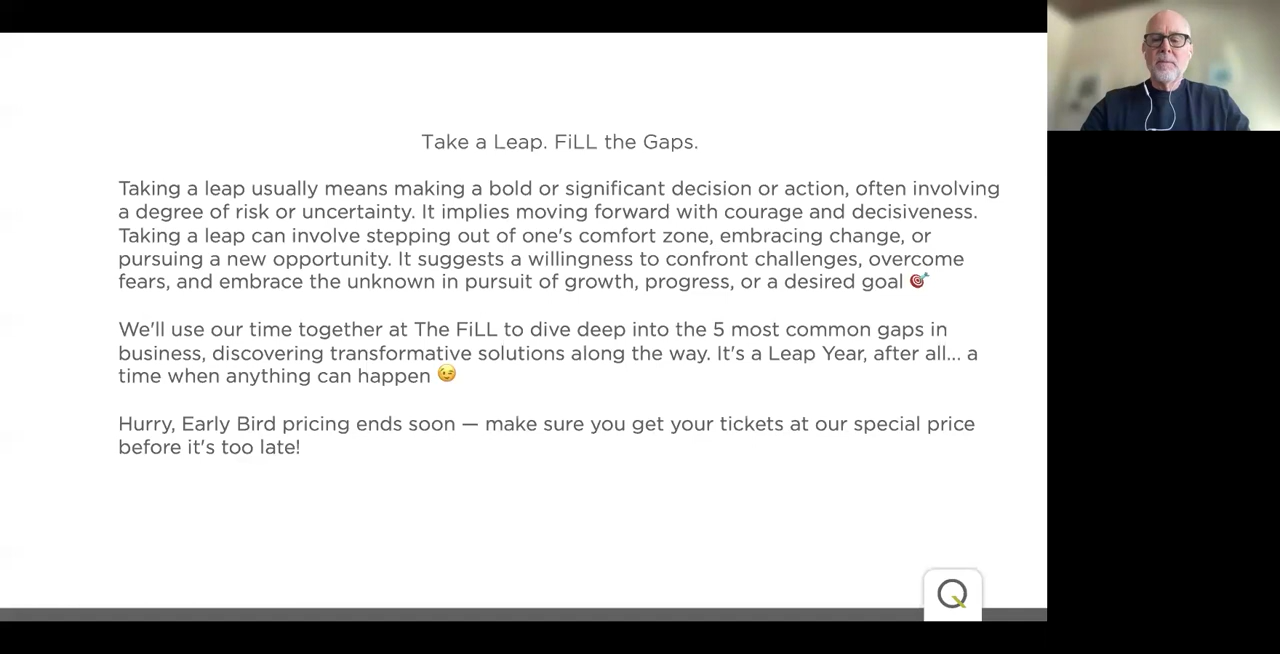 Take a Leap. FiLL the Gaps.
Taking a leap usually means making a bold or significant decision or action, often involving
a degree of risk or uncertainty. It implies moving forward with courage and decisiveness.
Taking a leap can involve stepping out of one's comfort zone, embracing change, or
pursuing a new opportunity. It suggests a willingness to confront challenges, overcome
fears, and embrace the unknown in pursuit of growth, progress, or a desired goal 🎯
We'll use our time together at The FiLL to dive deep into the 5 most common gaps in
business, discovering transformative solutions along the way. It's a Leap Year, after all... a
time when anything can happen 😉
Hurry, Early Bird pricing ends soon — make sure you get your tickets at our special price
before it's too late!
Q